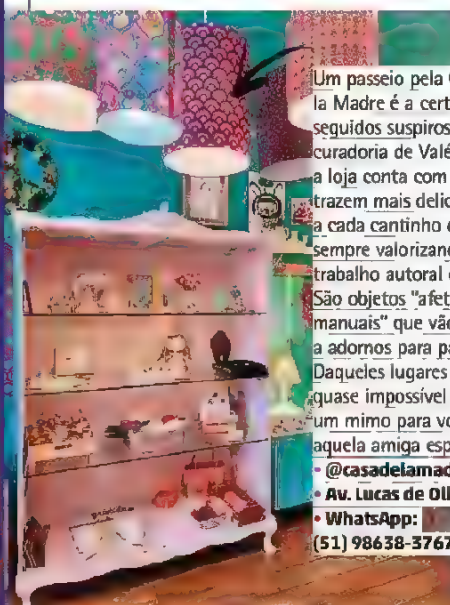 Um passeio pela
la Madre é a cert
seguidos suspiros
curadoria de Valé
a loja conta com
trazem mais delic
a cada cantinho
sempre valorizand
trabalho autoral
São objetos "afet
manuais" que vão
a adornos para pa
Daqueles lugares
quase impossível
um mimo para vo
aquela amiga esp
• @casadelamad
• Av. Lucas de Oli
• WhatsApp:
(51) 98638-3767